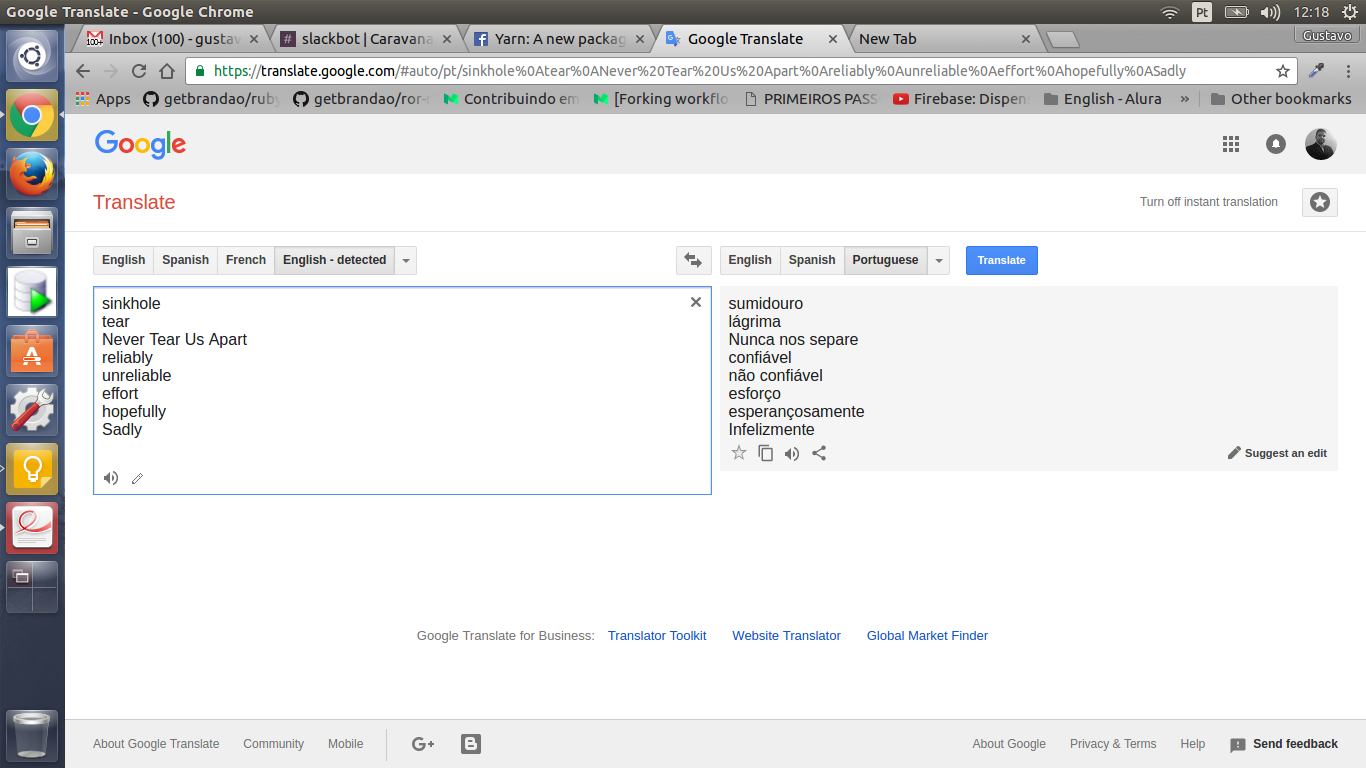 Google Translate - Google Chrome
Pt
12:18
Inbox (100) - gustav
slackbot | Caravana
Yarn: A new packag
Google Translate
New Tab
Gustavo
https://translate.google.com/#auto/pt/sinkhole%0Atear%0ANever%20Tear%20Us%20Apart%0Areliably%0Aunreliable%0Aeffort%0Ahopefully%0ASadly
Apps
getbrandao/ruby
getbrandao/ror-
Contribuindo em
[Forking workflo
PRIMEIROS PASS
Firebase: Dispens
English - Alura
»
Other bookmarks
Google
Translate
Turn off instant translation
English
Spanish
French
English - detected
English
Spanish
Portuguese
Translate
sinkhole
tear
Never Tear Us Apart
reliably
unreliable
effort
hopefully
Sadly
sumidouro
lágrima
Nunca nos separe
confiável
não confiável
esforço
esperançosamente
Infelizmente
Suggest an edit
Google Translate for Business:
Translator Toolkit
Website Translator
Global Market Finder
About Google Translate
Community
Mobile
G+
About Google
Privacy & Terms
Help
Send feedback